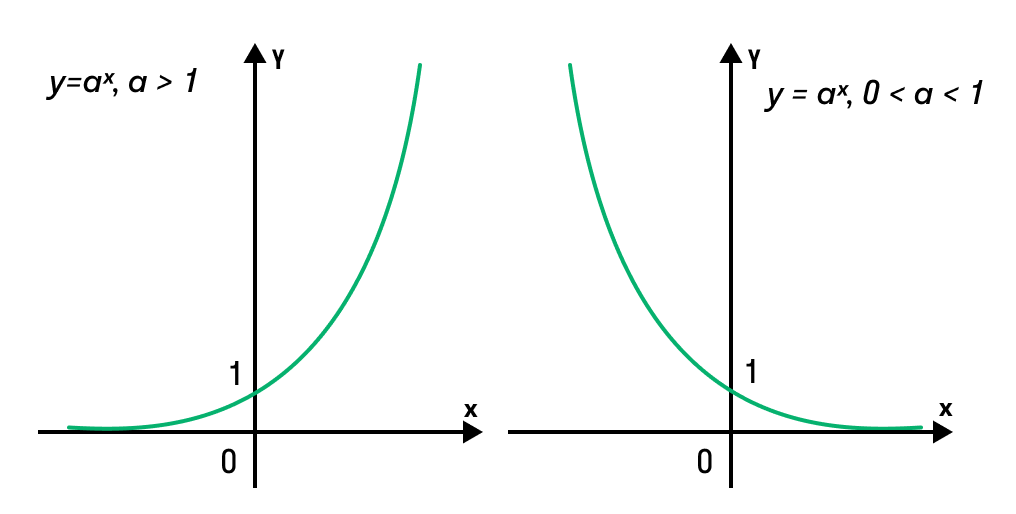 y=aˣ, a > 1
Y
1
x
0
Y
y = aˣ, 0 < a < 1
1
x
0